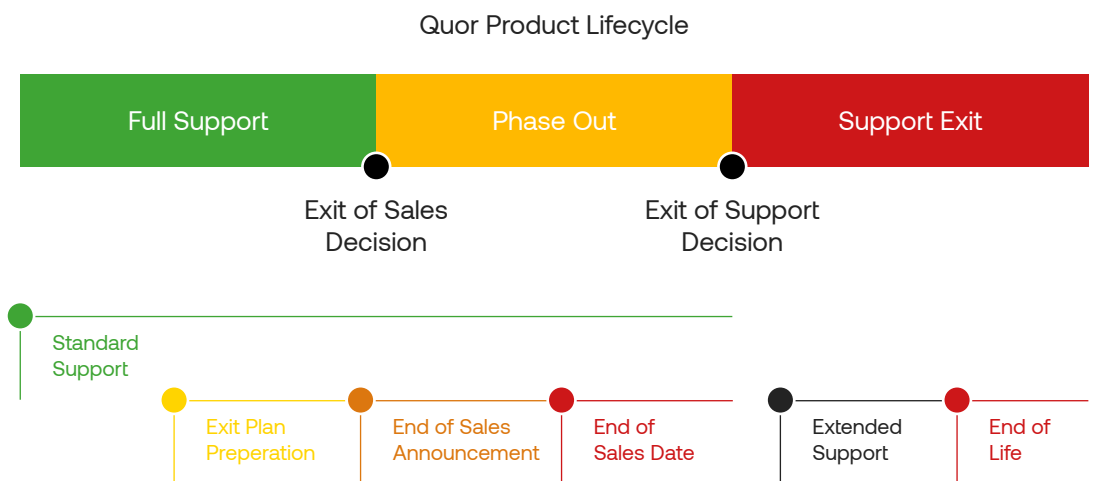 Quor Product Lifecycle
Full Support
Phase Out
Support Exit
Exit of Sales
Decision
Exit of Support
Decision
Standard
Support
Exit Plan
Preperation
End of Sales
Announcement
End of
Sales Date
Extended
Support
End of
Life